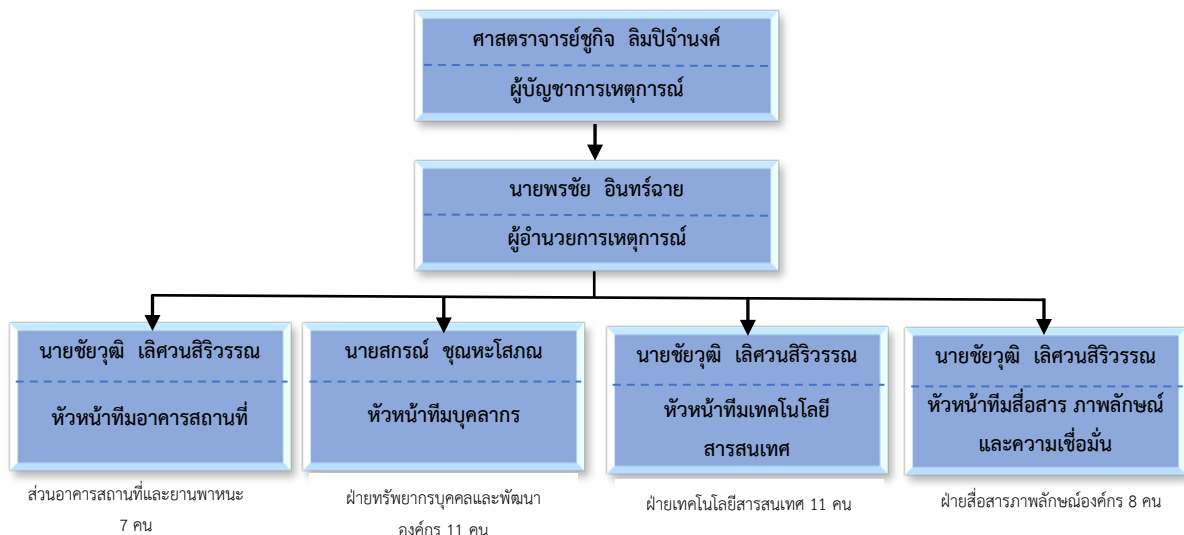 ศาสตราจารย์ชูกิจ ลิมปิจำนงค์
ผู้บัญชาการเหตุการณ์
นายพรชัย อินทร์ฉาย
ผู้อำนวยการเหตุการณ์
นายชัยวุฒิ เลิศวนสิริวรรณ
หัวหน้าทีมอาคารสถานที่
นายสกรณ์ ชุณหะโสภณ
หัวหน้าทีมบุคลากร
นายชัยวุฒิ เลิศวนสิริวรรณ
หัวหน้าทีมเทคโนโลยี
สารสนเทศ
นายชัยวุฒิ เลิศวนสิริวรรณ
หัวหน้าทีมสื่อสาร ภาพลักษณ์
และความเชื่อมั่น
ส่วนอาคารสถานที่และยานพาหนะ
7 คน
ฝ่ายทรัพยากรบุคคลและพัฒนา
องค์กร 11 คน
ฝ่ายเทคโนโลยีสารสนเทศ 11 คน
ฝ่ายสื่อสารภาพลักษณ์องค์กร 8 คน